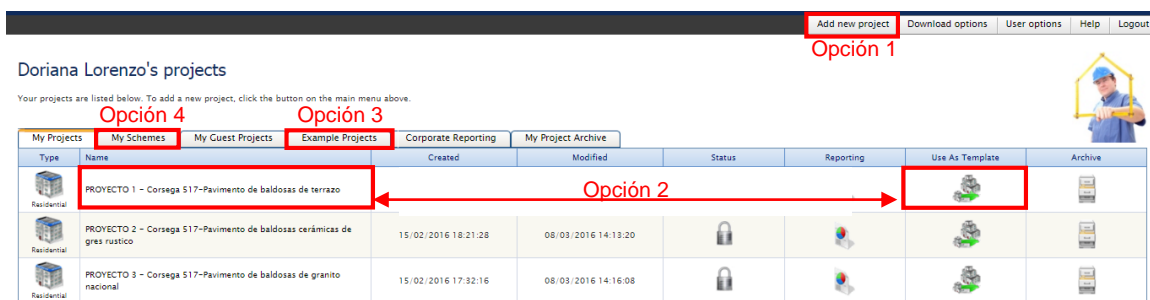 Add new project Download options User options Help Logout
Opción 1
Doriana Lorenzo's projects
Your projects are listed below. To add a new project, click the button on the main menu above.
Opción 4 Opción 3
My Projects My Schemes My Guest Projects Example Projects Corporate Reporting My Project Archive
Type Name Created Modified Status Reporting Use As Template Archive
Residential PROYECTO 1 - Corsega 517-Pavimento de baldosas de terrazo
Opción 2
Residential PROYECTO 2 - Corsega 517-Pavimento de baldosas cerámicas de gres rustico 15/02/2016 18:21:28 08/03/2016 14:13:20
Residential PROYECTO 3 - Corsega 517-Pavimento de baldosas de granito nacional 15/02/2016 17:32:16 08/03/2016 14:16:08